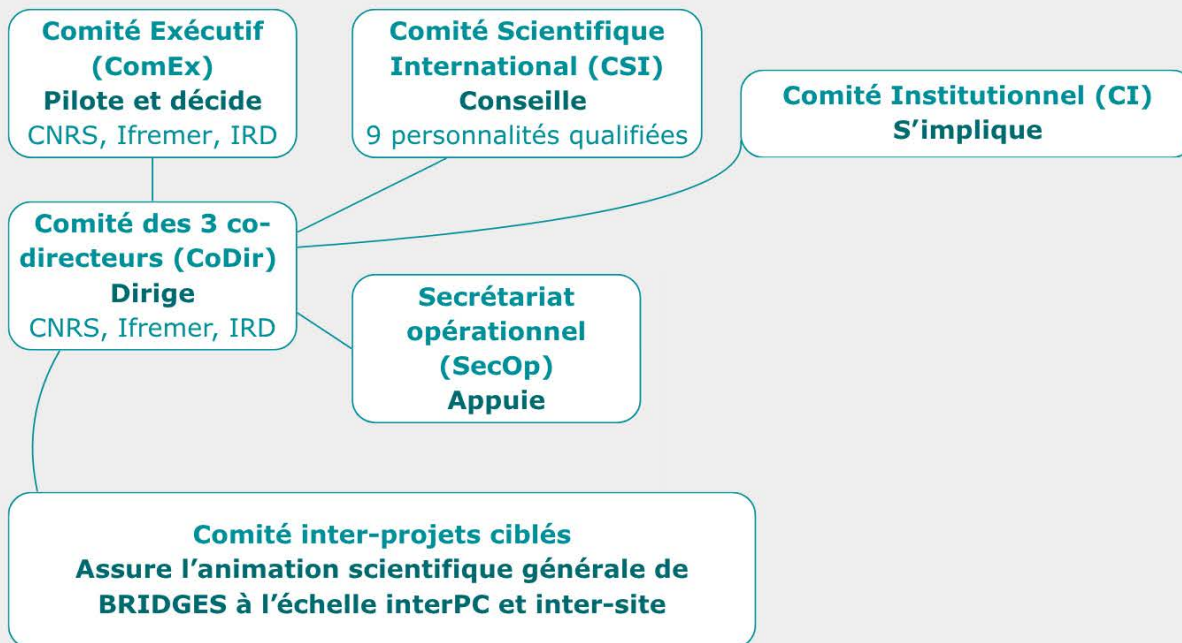 Comité Exécutif
(ComEx)
Pilote et décide
CNRS, Ifremer, IRD
Comité Scientifique
International (CSI)
Conseille
9 personnalités qualifiées
Comité Institutionnel (CI)
S’implique
Comité des 3 co-
directeurs (CoDir)
Dirige
CNRS, Ifremer, IRD
Secrétariat
opérationnel
(SecOp)
Appuie
Comité inter-projets ciblés
Assure l’animation scientifique générale de
BRIDGES à l’échelle interPC et inter-site